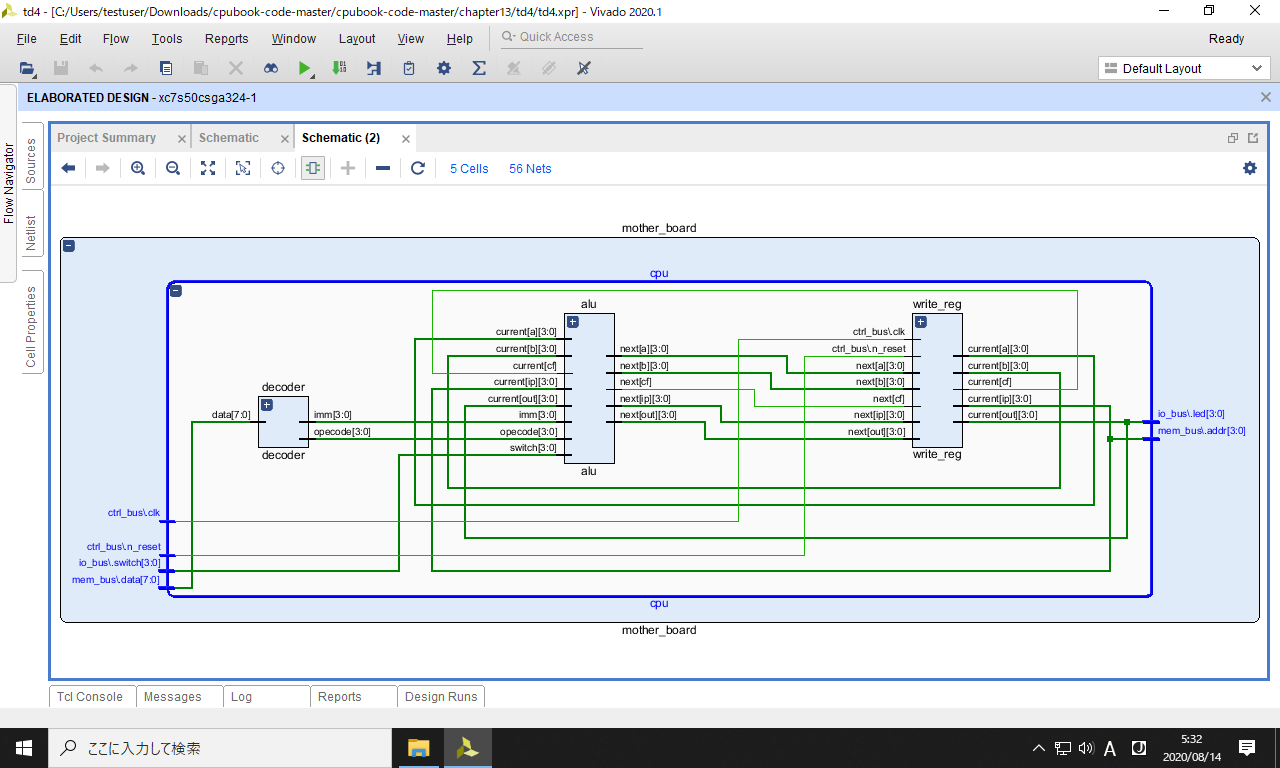 td4 - [C:/Users/testuser/Downloads/cpubook-code-master/cpubook-code-master/chapter13/td4/td4.xpr] - Vivado 2020.1
File Edit Flow Tools Reports Window Layout View Help Quick Access Ready
Default Layout
ELABORATED DESIGN - xc7s50csga324-1
Flow Navigator
Sources
Netlist
Cell Properties
Project Summary Schematic Schematic (2)
5 Cells 56 Nets
mother_board
cpu
decoder
data[7:0]
imm[3:0]
opecode[3:0]
decoder
alu
current[a][3:0]
current[b][3:0]
current[cf]
current[ip][3:0]
current[out][3:0]
imm[3:0]
opecode[3:0]
switch[3:0]
next[a][3:0]
next[b][3:0]
next[cf]
next[ip][3:0]
next[out][3:0]
alu
write_reg
ctrl_bus\.clk
ctrl_bus\.n_reset
next[a][3:0]
next[b][3:0]
next[cf]
next[ip][3:0]
next[out][3:0]
current[a][3:0]
current[b][3:0]
current[cf]
current[ip][3:0]
current[out][3:0]
write_reg
io_bus\.led[3:0]
mem_bus\.addr[3:0]
ctrl_bus\.clk
ctrl_bus\.n_reset
io_bus\.switch[3:0]
mem_bus\.data[7:0]
cpu
mother_board
Tcl Console Messages Log Reports Design Runs
ここに入力して検索
A
J
5:32
2020/08/14